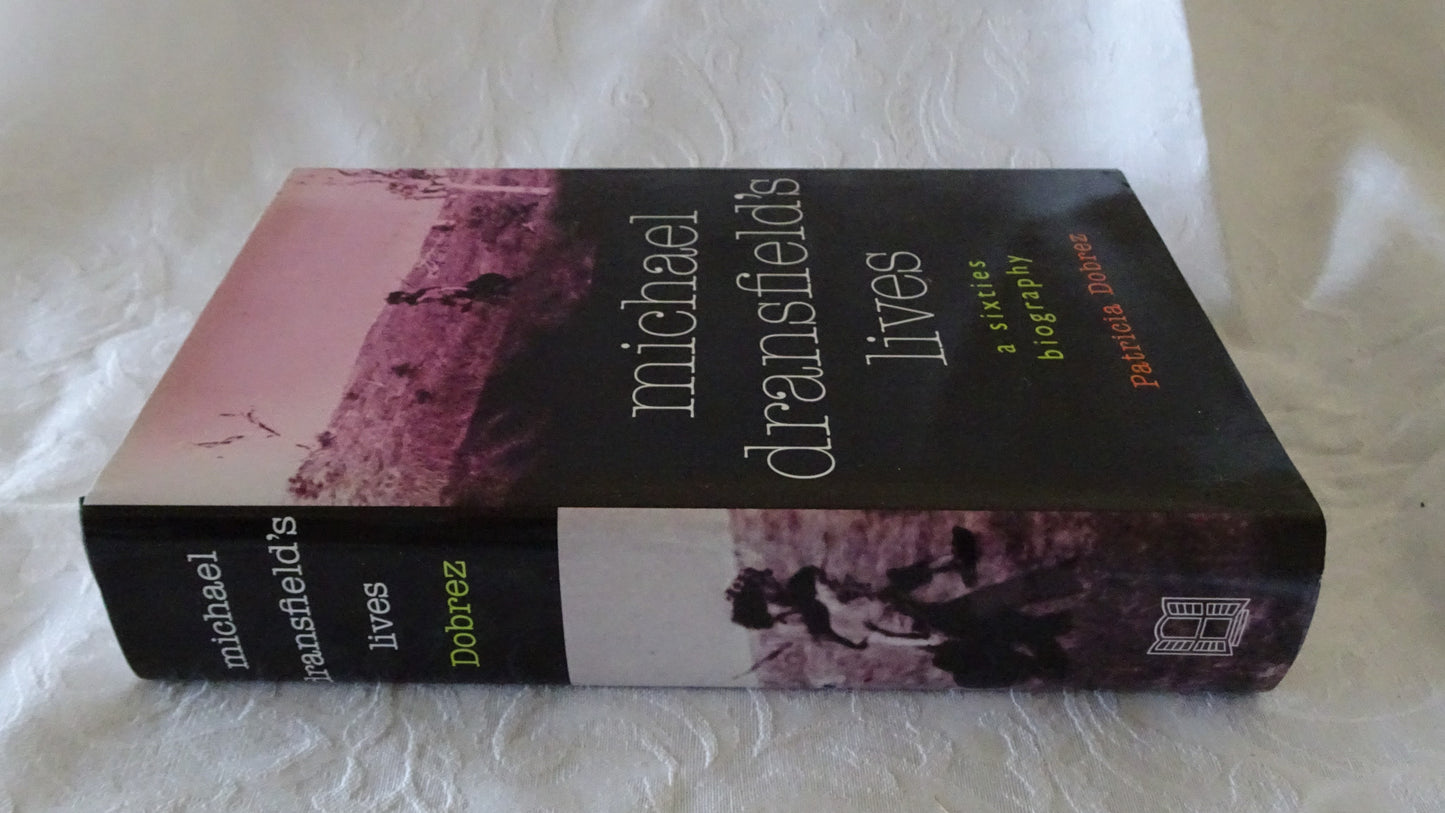 michael
dransfield's
lives
a sixties
biography
Patricia Dobrez
michael
dransfield's
lives
Dobrez